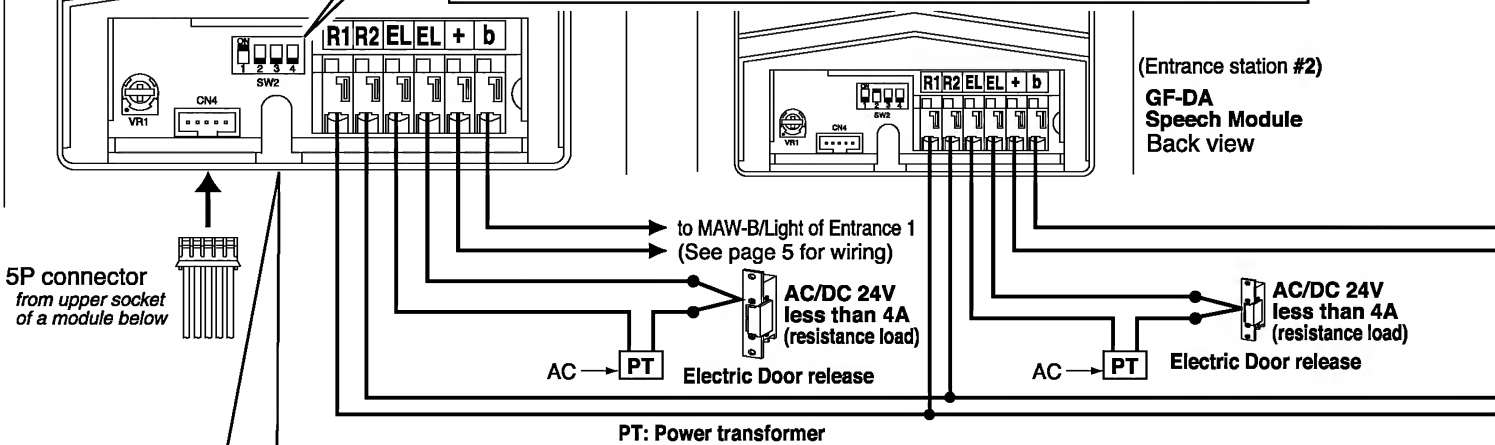 ON
1 2 3 4
SW2
VR1
CN4
R1 R2 EL EL + b
ON
1 2 3 4
SW2
VR1
CN4
R1 R2 EL EL + b
(Entrance station #2)
GF-DA
Speech Module
Back view
5P connector
from upper socket
of a module below
to MAW-B/Light of Entrance 1
(See page 5 for wiring)
AC/DC 24V
less than 4A
(resistance load)
AC
PT
Electric Door release
AC/DC 24V
less than 4A
(resistance load)
AC
PT
Electric Door release
PT: Power transformer